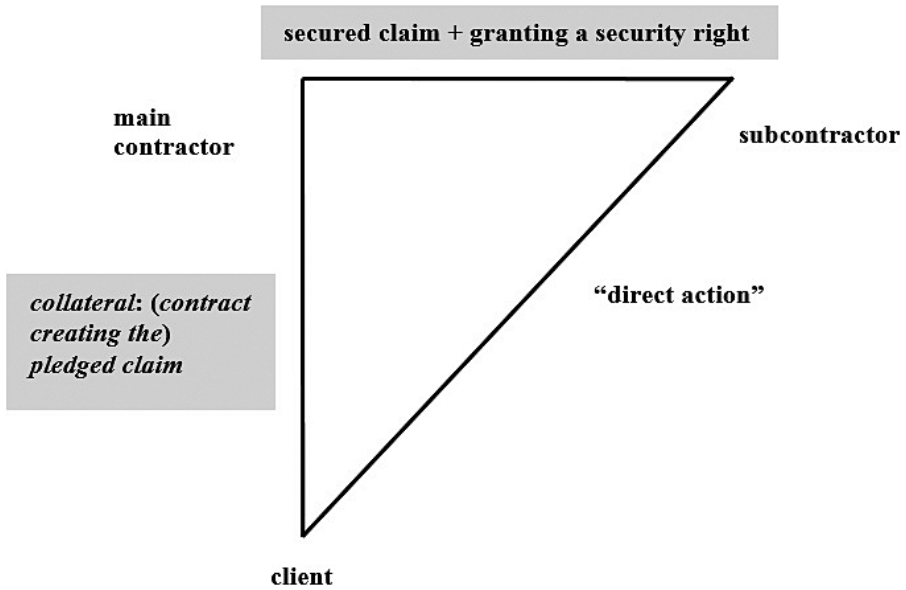 secured claim + granting a security right
main
contractor
subcontractor
collateral: (contract
creating the)
pledged claim
“direct action”
client